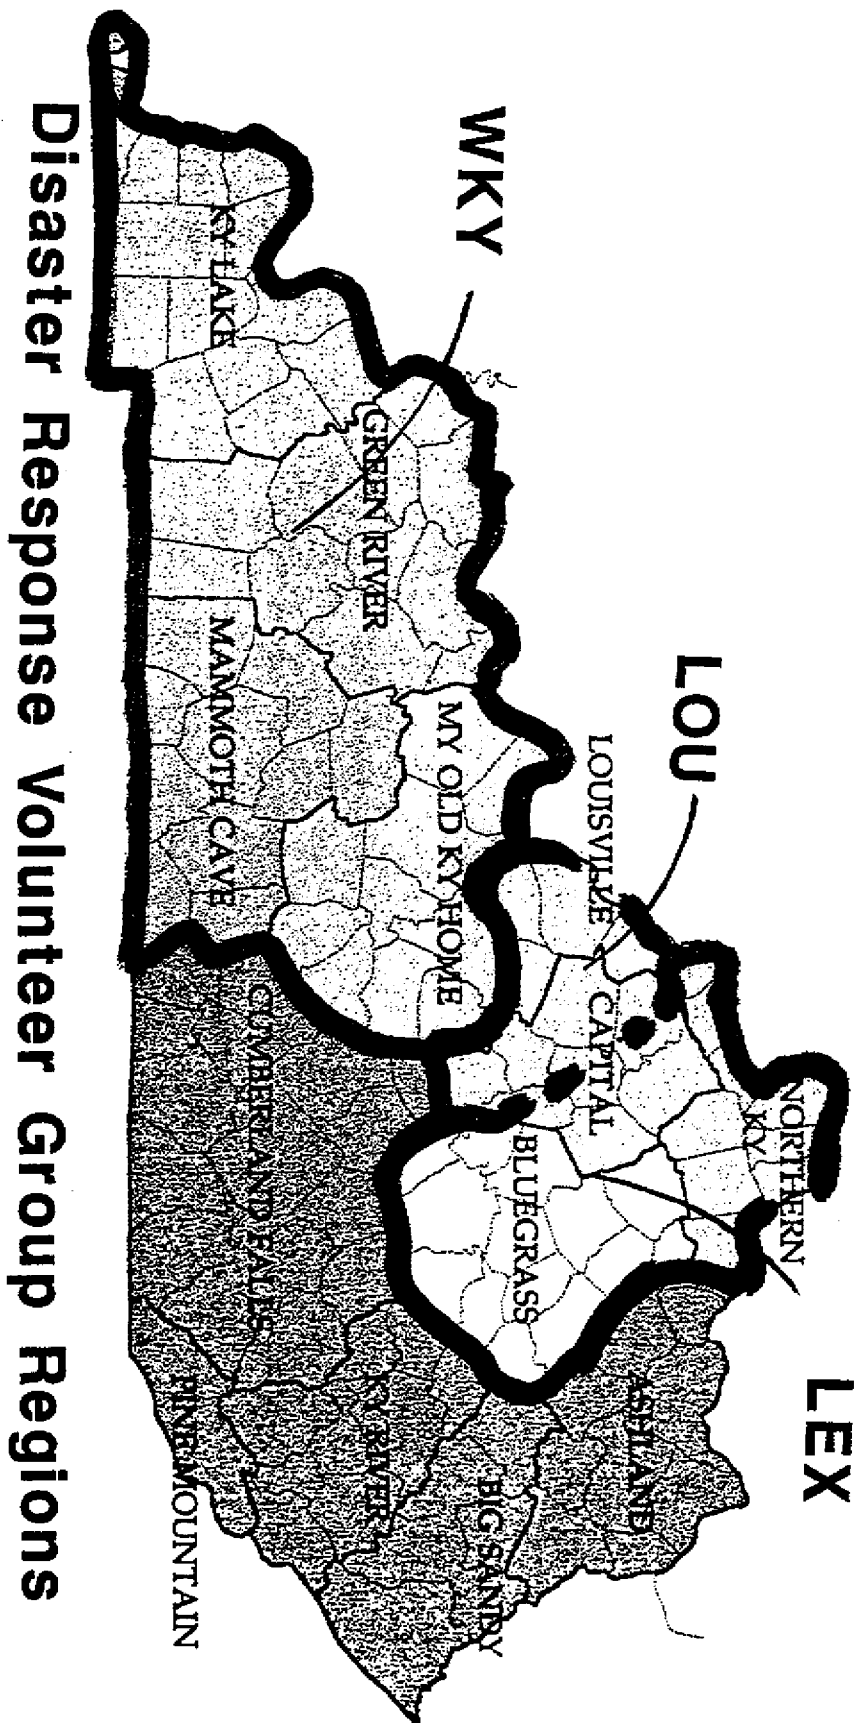 LEX
NORTHERN
KY
LOU
LOUISVILLE
CAPITAL
BLUEGRASS
ASHLAND
WKY
GREEN RIVER
MY OLD KY HOME
BIG SANDY
KY RIVER
KY LAKE
MAMMOTH CAVE
CUMBERLAND FALLS
PINE MOUNTAIN
Disaster Response Volunteer Group Regions